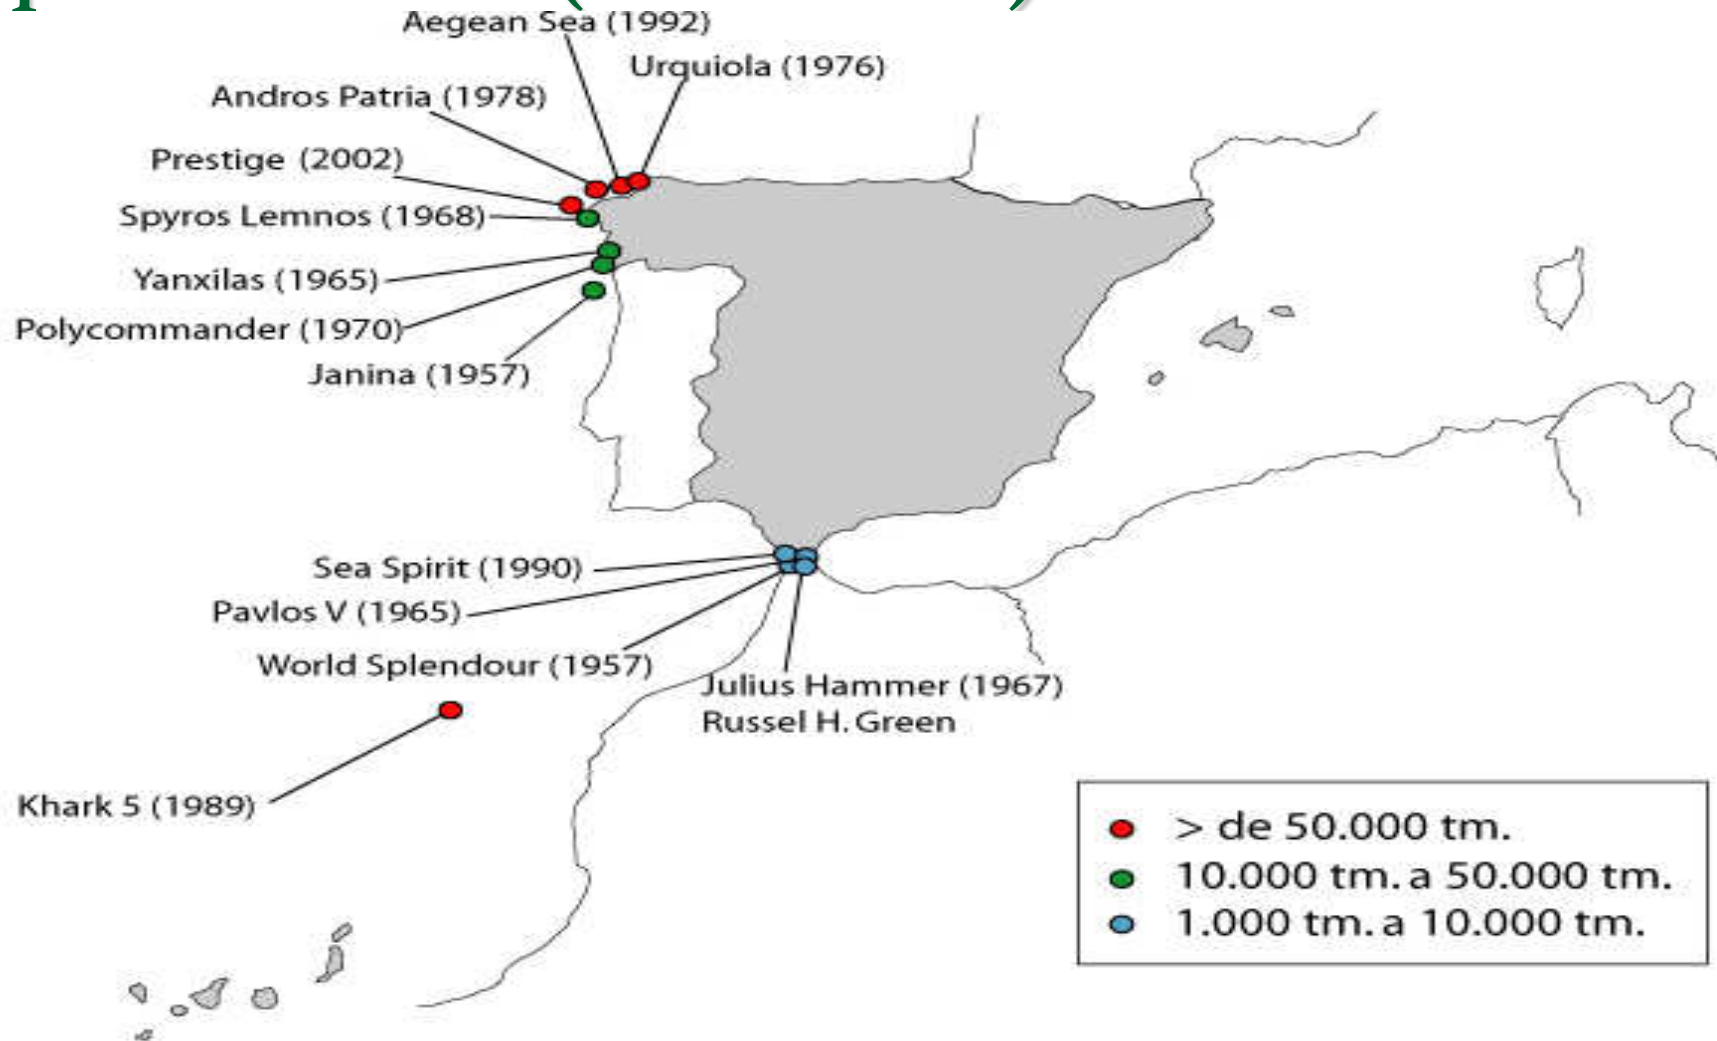 Aegean Sea (1992)
Urquiola (1976)
Andros Patria (1978)
Prestige (2002)
Spyros Lemnos (1968)
Yanxilas (1965)
Polycommander (1970)
Janina (1957)
Sea Spirit (1990)
Pavlos V (1965)
World Splendour (1957)
Julius Hammer (1967)
Russel H. Green
Khark 5 (1989)
> de 50.000 tm.
10.000 tm. a 50.000 tm.
1.000 tm. a 10.000 tm.